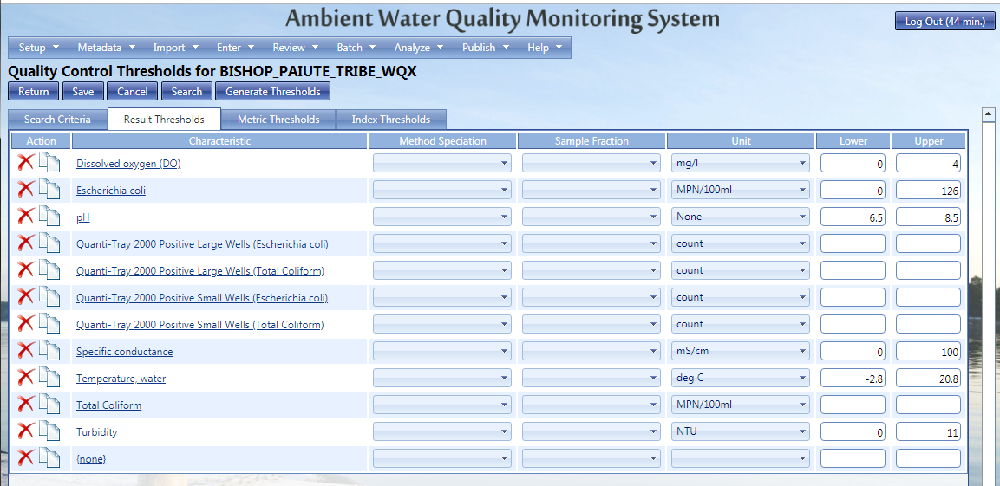 Ambient Water Quality Monitoring System
Log Out (44 min.)
Setup Metadata Import Enter Review Batch Analyze Publish Help
Quality Control Thresholds for BISHOP_PAIUTE_TRIBE_WQX
Return Save Cancel Search Generate Thresholds
Search Criteria Result Thresholds Metric Thresholds Index Thresholds
Action Characteristic Method Speciation Sample Fraction Unit Lower Upper
Dissolved oxygen (DO) mg/l 0 4
Escherichia coli MPN/100ml 0 126
pH None 6.5 8.5
Quanti-Tray 2000 Positive Large Wells (Escherichia coli) count
Quanti-Tray 2000 Positive Large Wells (Total Coliform) count
Quanti-Tray 2000 Positive Small Wells (Escherichia coli) count
Quanti-Tray 2000 Positive Small Wells (Total Coliform) count
Specific conductance mS/cm 0 100
Temperature, water deg C -2.8 20.8
Total Coliform MPN/100ml
Turbidity NTU 0 11
{none}